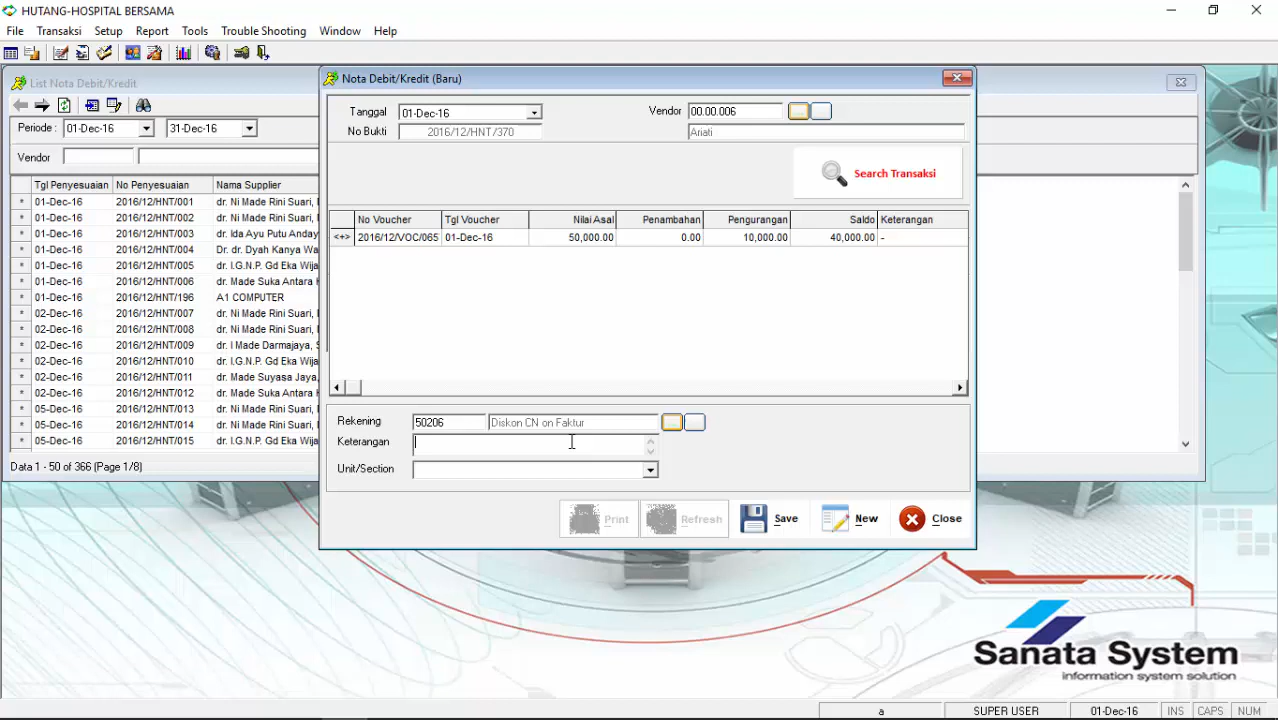 HUTANG-HOSPITAL BERSAMA
File Transaksi Setup Report Tools Trouble Shooting Window Help
List Nota Debit/Kredit
Periode : 01-Dec-16 31-Dec-16
Vendor
Tgl Penyesuaian No Penyesuaian Nama Supplier
* 01-Dec-16 2016/12/HNT/001 dr. Ni Made Rini Suari,
* 01-Dec-16 2016/12/HNT/002 dr. Ni Made Rini Suari,
* 01-Dec-16 2016/12/HNT/003 dr. Ida Ayu Putu Anday
* 01-Dec-16 2016/12/HNT/004 Dr. dr. Dyah Kanya Wa
* 01-Dec-16 2016/12/HNT/005 dr. I.G.N.P. Gd Eka Wij
* 01-Dec-16 2016/12/HNT/006 dr. Made Suka Antara
* 01-Dec-16 2016/12/HNT/196 A1 COMPUTER
* 02-Dec-16 2016/12/HNT/007 dr. Ni Made Rini Suari,
* 02-Dec-16 2016/12/HNT/008 dr. Ni Made Rini Suari,
* 02-Dec-16 2016/12/HNT/009 dr. I Made Darmajaya, S
* 02-Dec-16 2016/12/HNT/010 dr. I.G.N.P. Gd Eka Wij
* 02-Dec-16 2016/12/HNT/011 dr. Made Suyasa Jaya,
* 02-Dec-16 2016/12/HNT/012 dr. Made Suka Antara
* 05-Dec-16 2016/12/HNT/013 dr. Ni Made Rini Suari,
* 05-Dec-16 2016/12/HNT/014 dr. Ni Made Rini Suari,
* 05-Dec-16 2016/12/HNT/015 dr. I.G.N.P. Gd Eka Wij
Data 1 - 50 of 366 (Page 1/8)
Nota Debit/Kredit (Baru)
Tanggal 01-Dec-16 Vendor 00.00.006 ...
No Bukti 2016/12/HNT/370 Ariati
Search Transaksi
No Voucher Tgl Voucher Nilai Asal Penambahan Pengurangan Saldo Keterangan
<+> 2016/12/VOC/065 01-Dec-16 50,000.00 0.00 10,000.00 40,000.00 -
Rekening 50206 Diskon CN on Faktur ...
Keterangan
Unit/Section
Print Refresh Save New Close
Sanata System
information system solution
a SUPER USER 01-Dec-16 INS CAPS NUM